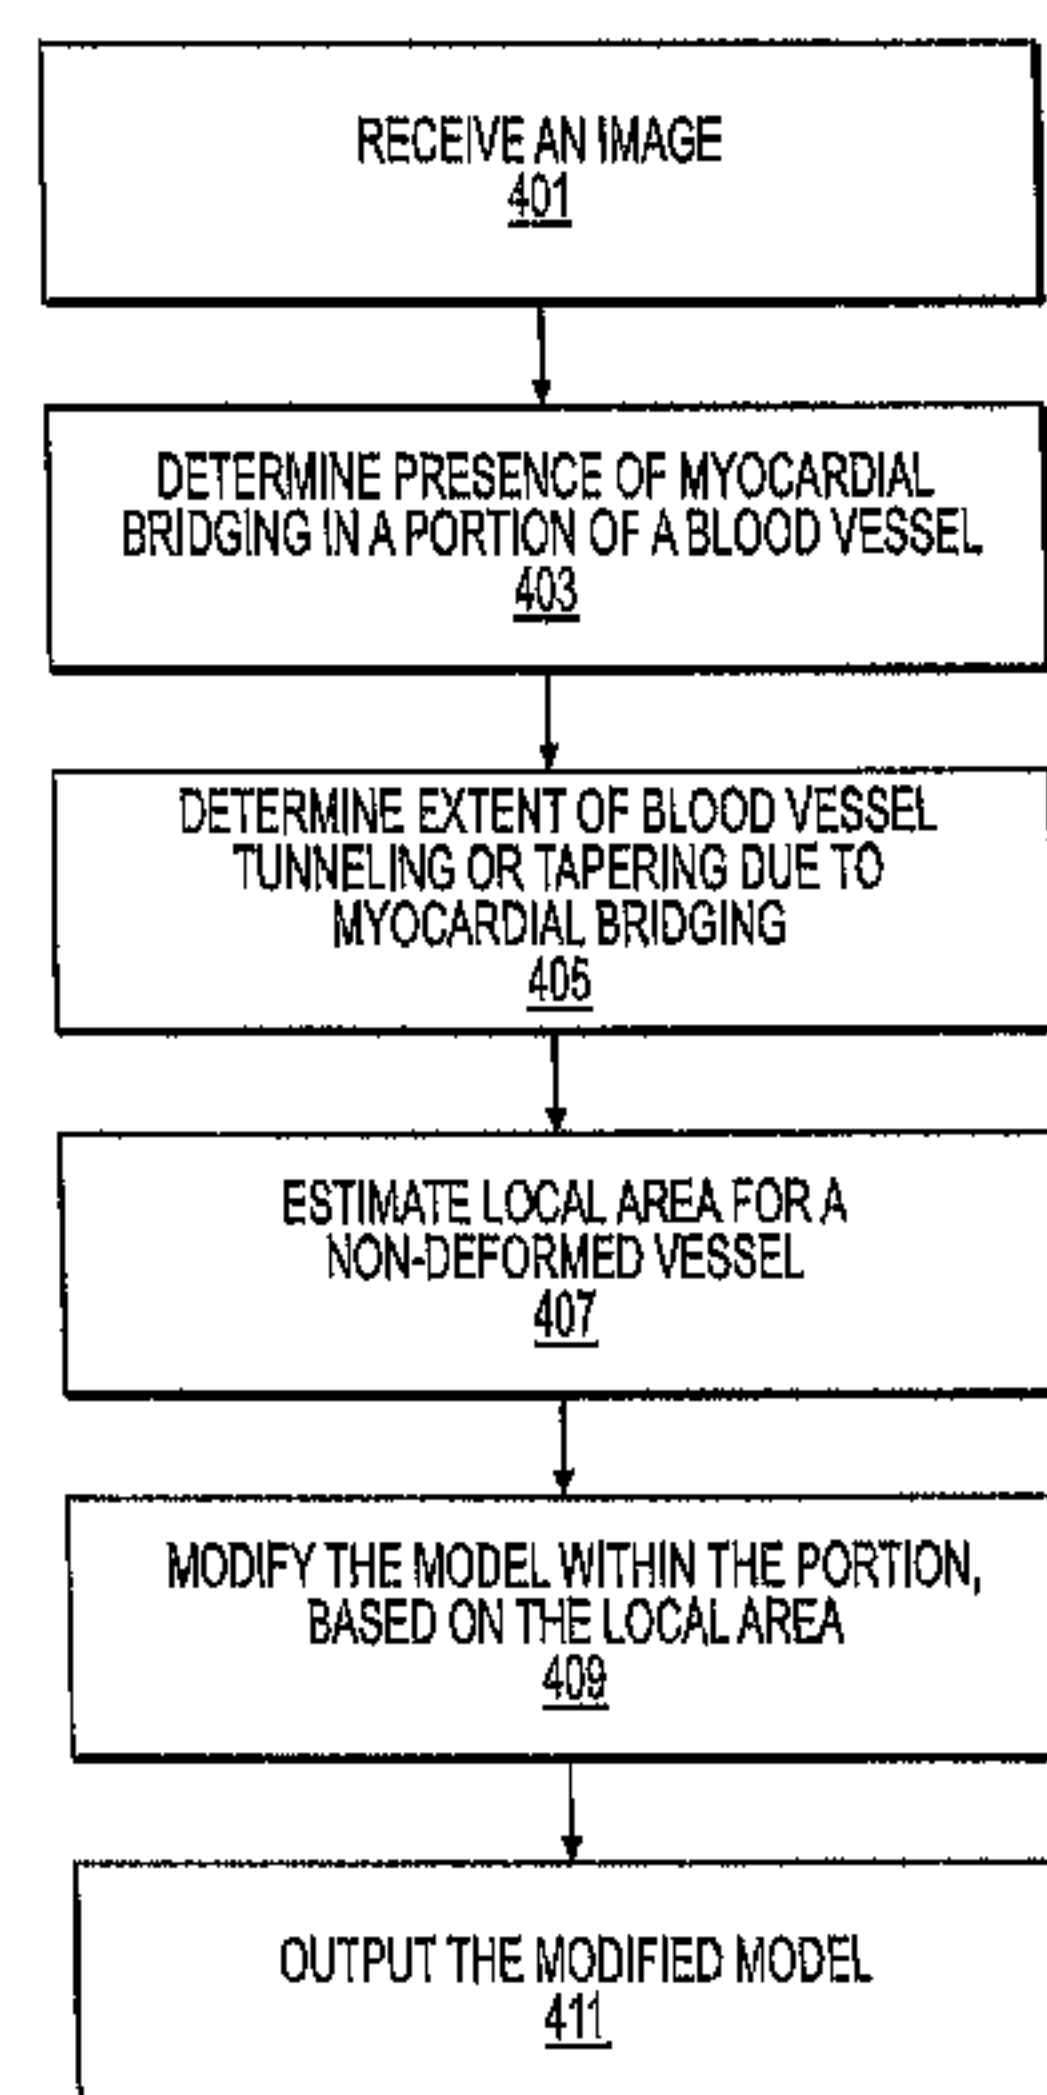 RECEIVE AN IMAGE
401
DETERMINE PRESENCE OF MYOCARDIAL
BRIDGING IN A PORTION OF A BLOOD VESSEL
403
DETERMINE EXTENT OF BLOOD VESSEL
TUNNELING OR TAPERING DUE TO
MYOCARDIAL BRIDGING
405
ESTIMATE LOCAL AREA FOR A
NON-DEFORMED VESSEL
407
MODIFY THE MODEL WITHIN THE PORTION,
BASED ON THE LOCAL AREA
409
OUTPUT THE MODIFIED MODEL
411